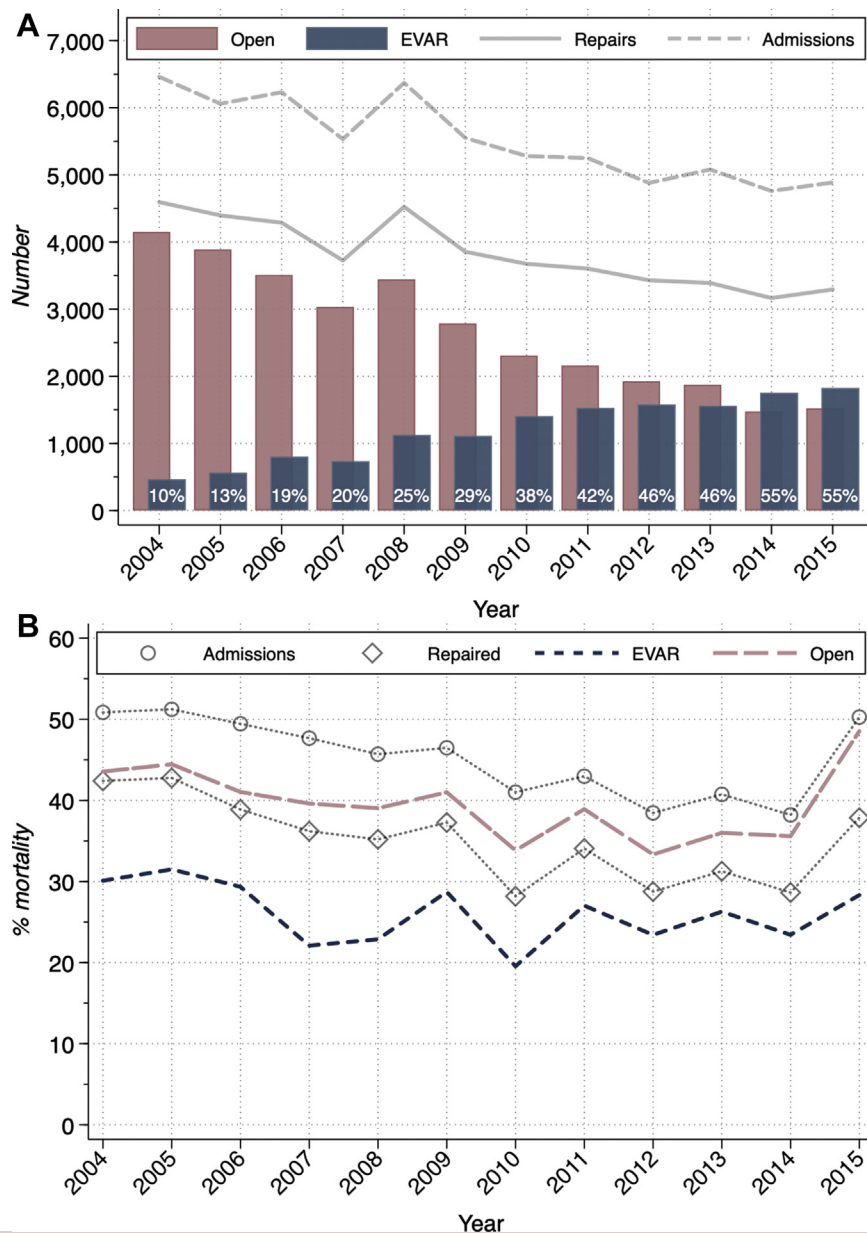 A
Open EVAR Repairs Admissions
7,000
6,000
5,000
4,000
3,000
2,000
1,000
0
Number
10% 13% 19% 20% 25% 29% 38% 42% 46% 46% 55% 55%
2004 2005 2006 2007 2008 2009 2010 2011 2012 2013 2014 2015
Year
B
Admissions Repaired EVAR Open
60
50
40
30
20
10
0
% mortality
2004 2005 2006 2007 2008 2009 2010 2011 2012 2013 2014 2015
Year